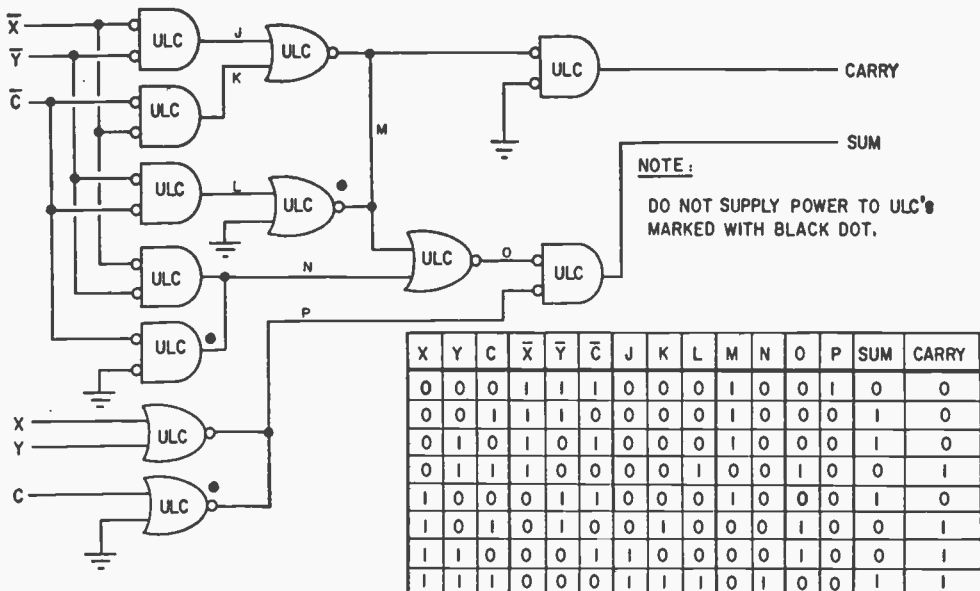 X̅
Y̅
C̅
ULC
J
ULC
ULC
CARRY
K
ULC
M
SUM
NOTE:
DO NOT SUPPLY POWER TO ULC's
MARKED WITH BLACK DOT.
ULC
L
ULC
ULC
O
ULC
ULC
N
P
ULC
X
Y
ULC
C
ULC
X Y C X̅ Y̅ C̅ J K L M N O P SUM CARRY
0 0 0 1 1 1 0 0 0 1 0 0 1 0 0
0 0 1 1 1 0 0 0 0 1 0 0 0 1 0
0 1 0 1 0 1 0 0 0 1 0 0 0 1 0
0 1 1 1 0 0 0 0 1 0 0 1 0 0 1
1 0 0 0 1 1 0 0 0 1 0 0 0 1 0
1 0 1 0 1 0 0 1 0 0 0 1 0 0 1
1 1 0 0 0 1 1 0 0 0 0 1 0 0 1
1 1 1 0 0 0 1 1 1 0 1 0 0 1 1